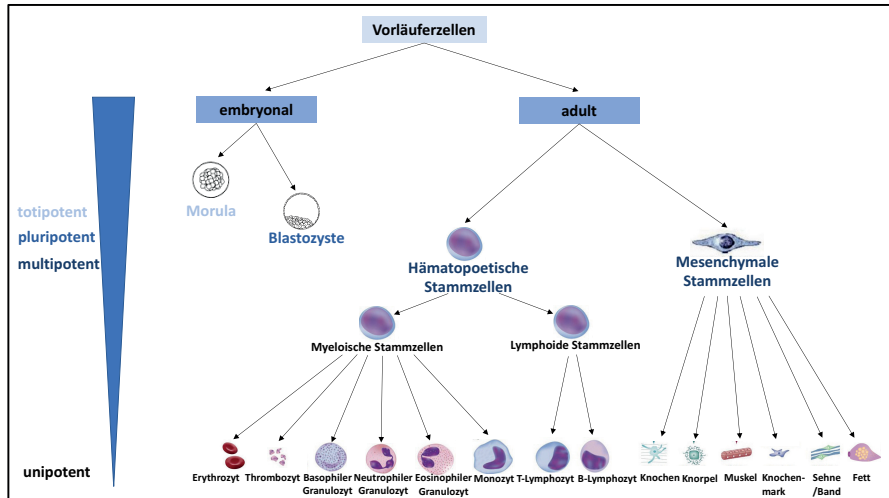 Vorläuferzellen
embryonal
adult
totipotent
Morula
pluripotent
Blastozyste
multipotent
Hämatopoetische
Stammzellen
Mesenchymale
Stammzellen
Myeloische Stammzellen
Lymphoide Stammzellen
unipotent
Erythrozyt
Thrombozyt
Basophiler
Granulozyt
Neutrophiler
Granulozyt
Eosinophiler
Granulozyt
Monozyt
T-Lymphozyt
B-Lymphozyt
Knochen
Knorpel
Muskel
Knochen-
mark
Sehne
/Band
Fett